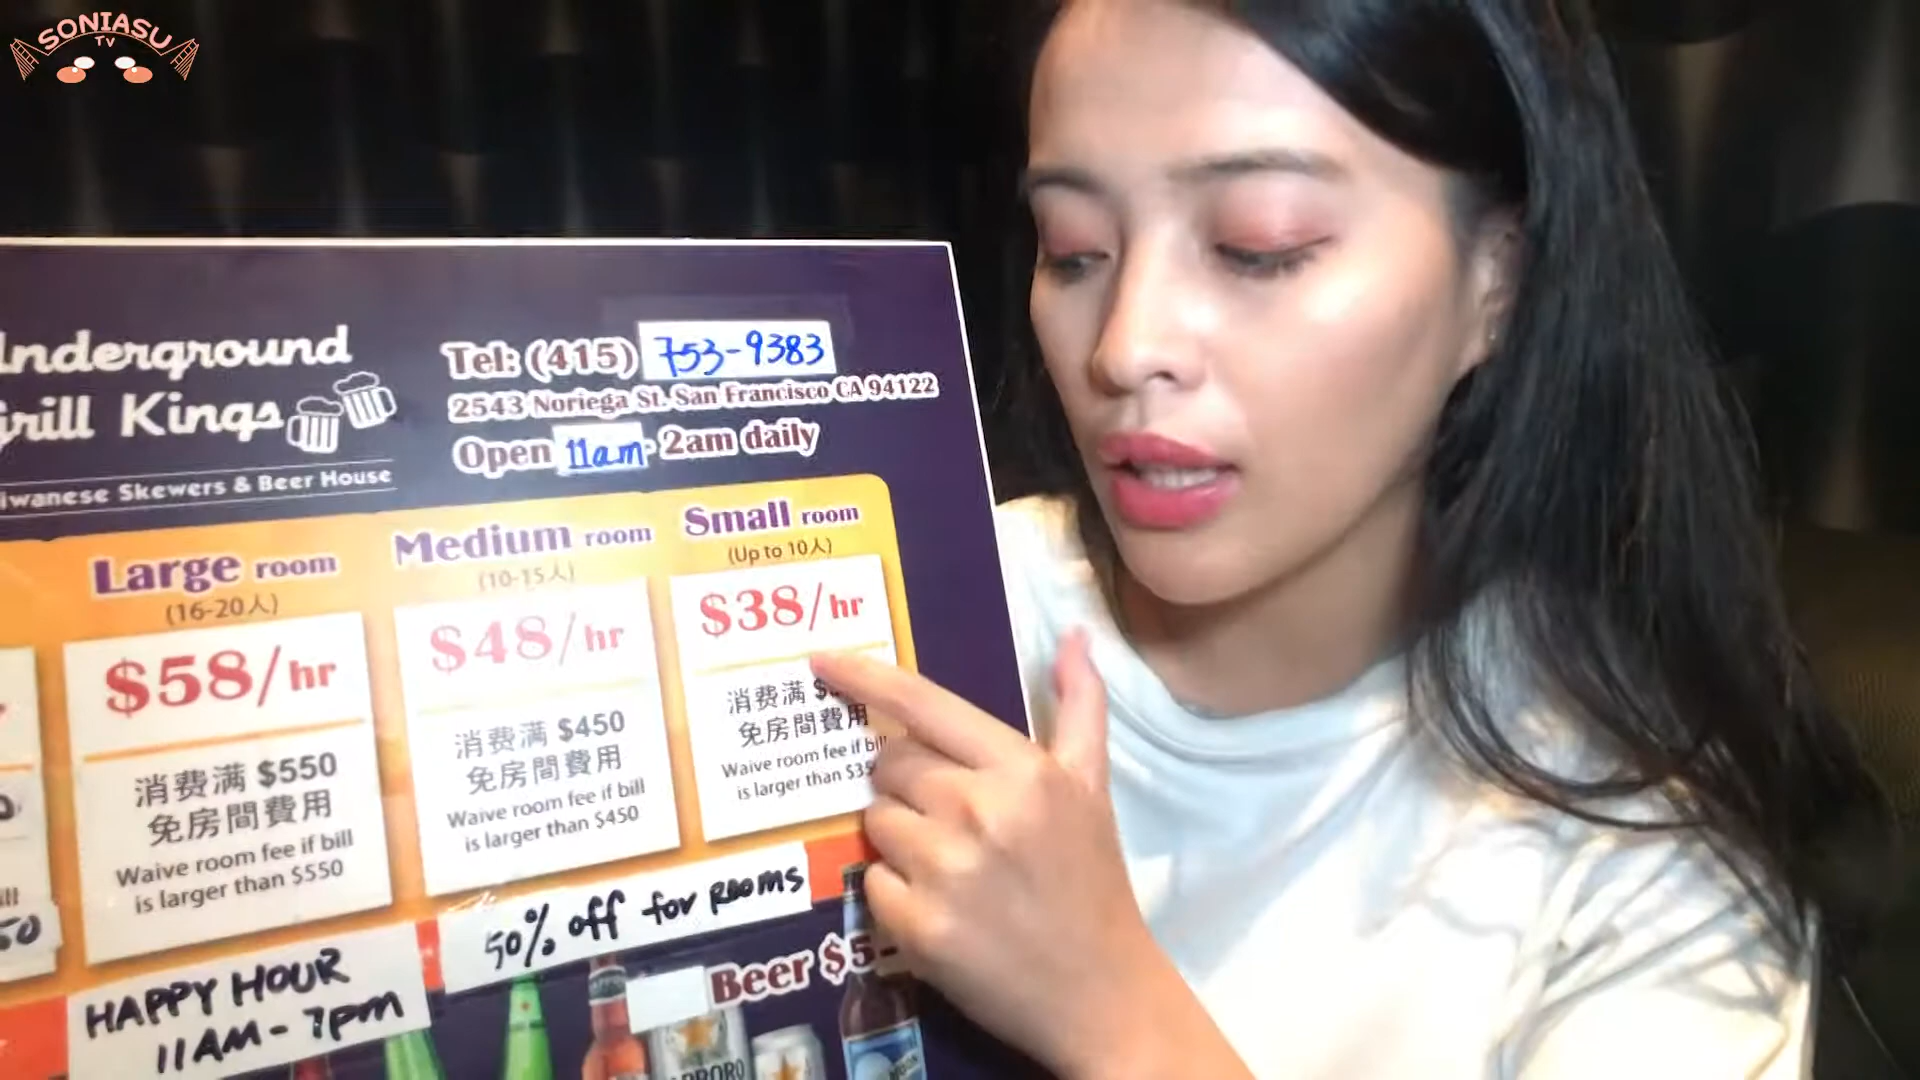 SONIASU
TV
Underground
Grill Kings
Skewers & Beer House
Tel: (415) 753-9383
2543 Noriega St. San Francisco CA 94122
Open 11am - 2am daily
Large room
(16-20人)
$58/hr
消费满 $550
免房間費用
Waive room fee if bill
is larger than $550
Medium room
(10-15人)
$48/hr
消费满 $450
免房間費用
Waive room fee if bill
is larger than $450
Small room
(Up to 10人)
$38/hr
消费满
免房間費用
Waive room fee if bill
is larger than
HAPPY HOUR
11AM - 7pm
50% off for ROOMS
Beer $5-